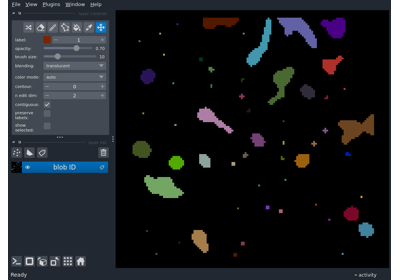 File View Plugins Window Help
label: 1
opacity: 0.70
brush size: 10
blending: translucent
color mode: auto
contour: 0
n edit dim: 2
contiguous:
preserve
labels:
show
selected:
blob ID
Ready
activity